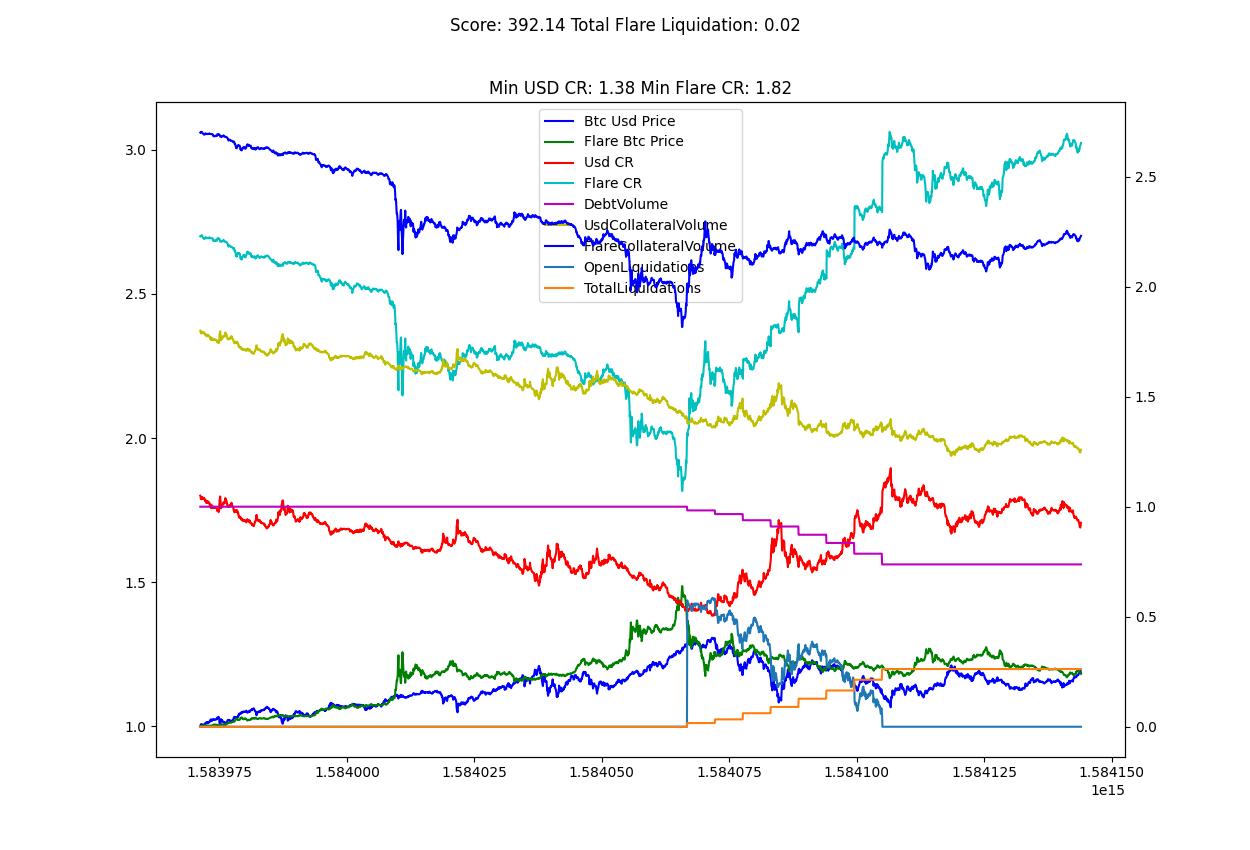 Score: 392.14 Total Flare Liquidation: 0.02
Min USD CR: 1.38 Min Flare CR: 1.82
Btc Usd Price
Flare Btc Price
Usd CR
Flare CR
DebtVolume
UsdCollateralVolume
FlareCollateralVolume
OpenLiquidations
TotalLiquidations
3.0
2.5
2.0
1.5
1.0
2.5
2.0
1.5
1.0
0.5
0.0
1.583975 1.584000 1.584025 1.584050 1.584075 1.584100 1.584125 1.584150
1e15